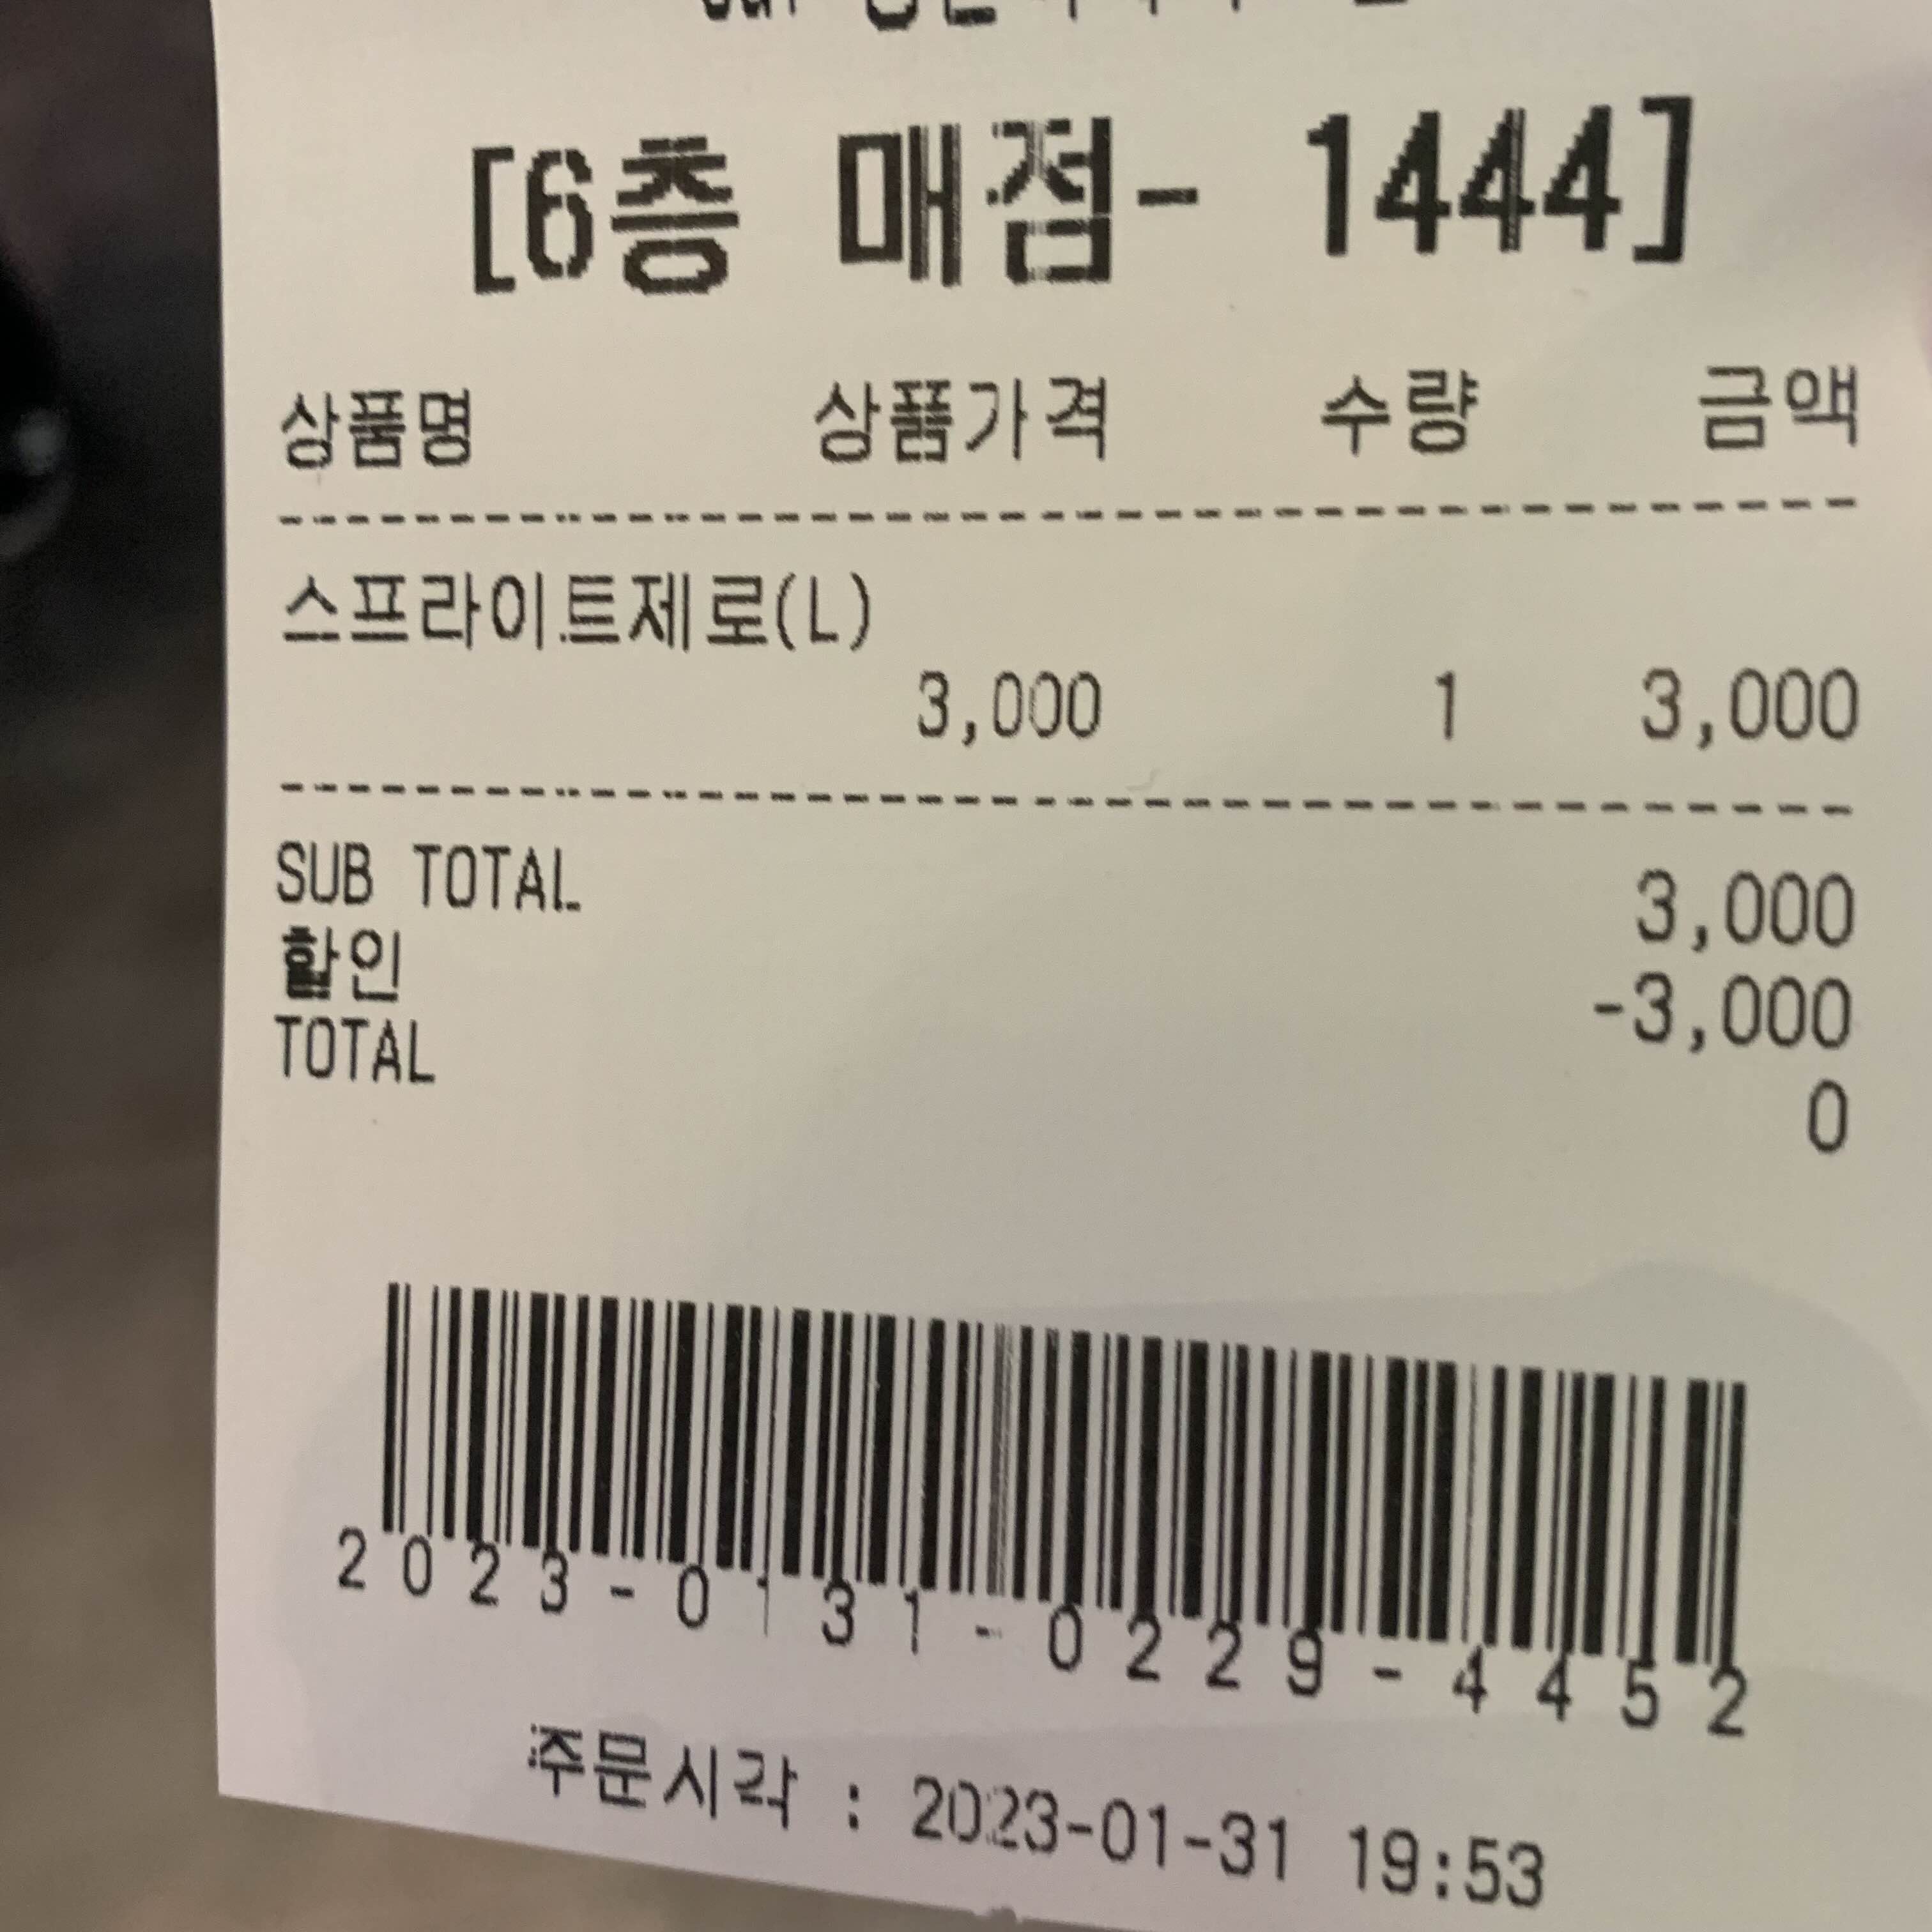 [6층 매점- 1444]
상품명 상품가격 수량 금액
스프라이트제로(L)
3,000 1 3,000
SUB TOTAL 3,000
할인 -3,000
TOTAL 0
2023-0131-0229-4452
주문시각 : 2023-01-31 19:53